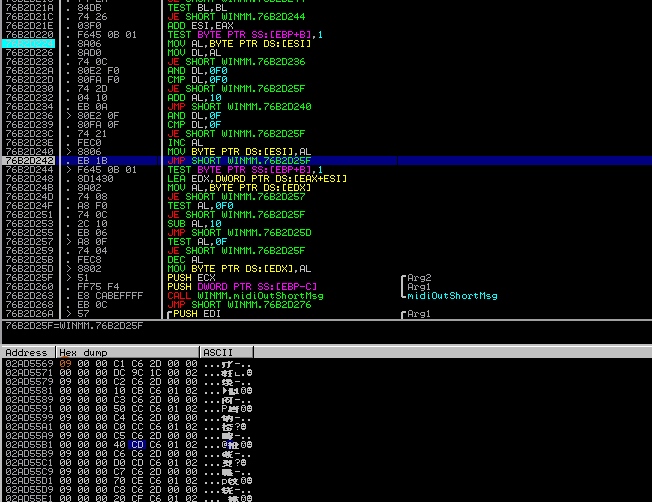 76B2D21A . 84DB TEST BL,BL
76B2D21C . 74 26 JE SHORT WINMM.76B2D244
76B2D21E . 03F0 ADD ESI,EAX
76B2D220 . F645 0B 01 TEST BYTE PTR SS:[EBP+B],1
. 8A06 MOV AL,BYTE PTR DS:[ESI]
76B2D226 . 8AD0 MOV DL,AL
76B2D228 . 74 0C JE SHORT WINMM.76B2D236
76B2D22A . 80E2 F0 AND DL,0F0
76B2D22D . 80FA F0 CMP DL,0F0
76B2D230 . 74 2D JE SHORT WINMM.76B2D25F
76B2D232 . 04 10 ADD AL,10
76B2D234 . EB 0A JMP SHORT WINMM.76B2D240
76B2D236 > 80E2 0F AND DL,0F
76B2D239 . 80FA 0F CMP DL,0F
76B2D23C . 74 21 JE SHORT WINMM.76B2D25F
76B2D23E . FEC0 INC AL
76B2D240 > 8806 MOV BYTE PTR DS:[ESI],AL
76B2D242 . EB 1B JMP SHORT WINMM.76B2D25F
76B2D244 > F645 0B 01 TEST BYTE PTR SS:[EBP+B],1
76B2D248 . 8D1430 LEA EDX,DWORD PTR DS:[EAX+ESI]
76B2D24B . 8A02 MOV AL,BYTE PTR DS:[EDX]
76B2D24D . 74 08 JE SHORT WINMM.76B2D257
76B2D24F . A8 F0 TEST AL,0F0
76B2D251 . 74 0C JE SHORT WINMM.76B2D25F
76B2D253 . 2C 10 SUB AL,10
76B2D255 . EB 06 JMP SHORT WINMM.76B2D25D
76B2D257 > A8 0F TEST AL,0F
76B2D259 . 74 04 JE SHORT WINMM.76B2D25F
76B2D25B . FEC8 DEC AL
76B2D25D > 8802 MOV BYTE PTR DS:[EDX],AL
76B2D25F > 51 PUSH ECX Arg2
76B2D260 . FF75 F4 PUSH DWORD PTR SS:[EBP-C] Arg1
76B2D263 . E8 CABEFFFF CALL WINMM.midiOutShortMsg midiOutShortMsg
76B2D268 . EB 0C JMP SHORT WINMM.76B2D276
76B2D26A > 57 PUSH EDI Arg1
76B2D25F=WINMM.76B2D25F
Address Hex dump ASCII
02AD5569 09 00 00 C1 C6 2D 00 00
02AD5571 00 00 00 DC 9C 1C 00 02
02AD5579 09 00 00 C2 C6 2D 00 00
02AD5581 00 00 00 10 CB C6 01 02
02AD5589 09 00 00 C3 C6 2D 00 00
02AD5591 00 00 00 50 CC C6 01 02
02AD5599 09 00 00 C4 C6 2D 00 00
02AD55A1 00 00 00 C0 CC C6 01 02
02AD55A9 09 00 00 C5 C6 2D 00 00
02AD55B1 00 00 00 40 CD C6 01 02
02AD55B9 09 00 00 C6 C6 2D 00 00
02AD55C1 00 00 00 D0 CD C6 01 02
02AD55C9 09 00 00 C7 C6 2D 00 00
02AD55D1 00 00 00 70 CE C6 01 02
02AD55D9 09 00 00 C8 C6 2D 00 00
02AD55E1 00 00 00 20 CF C6 01 02